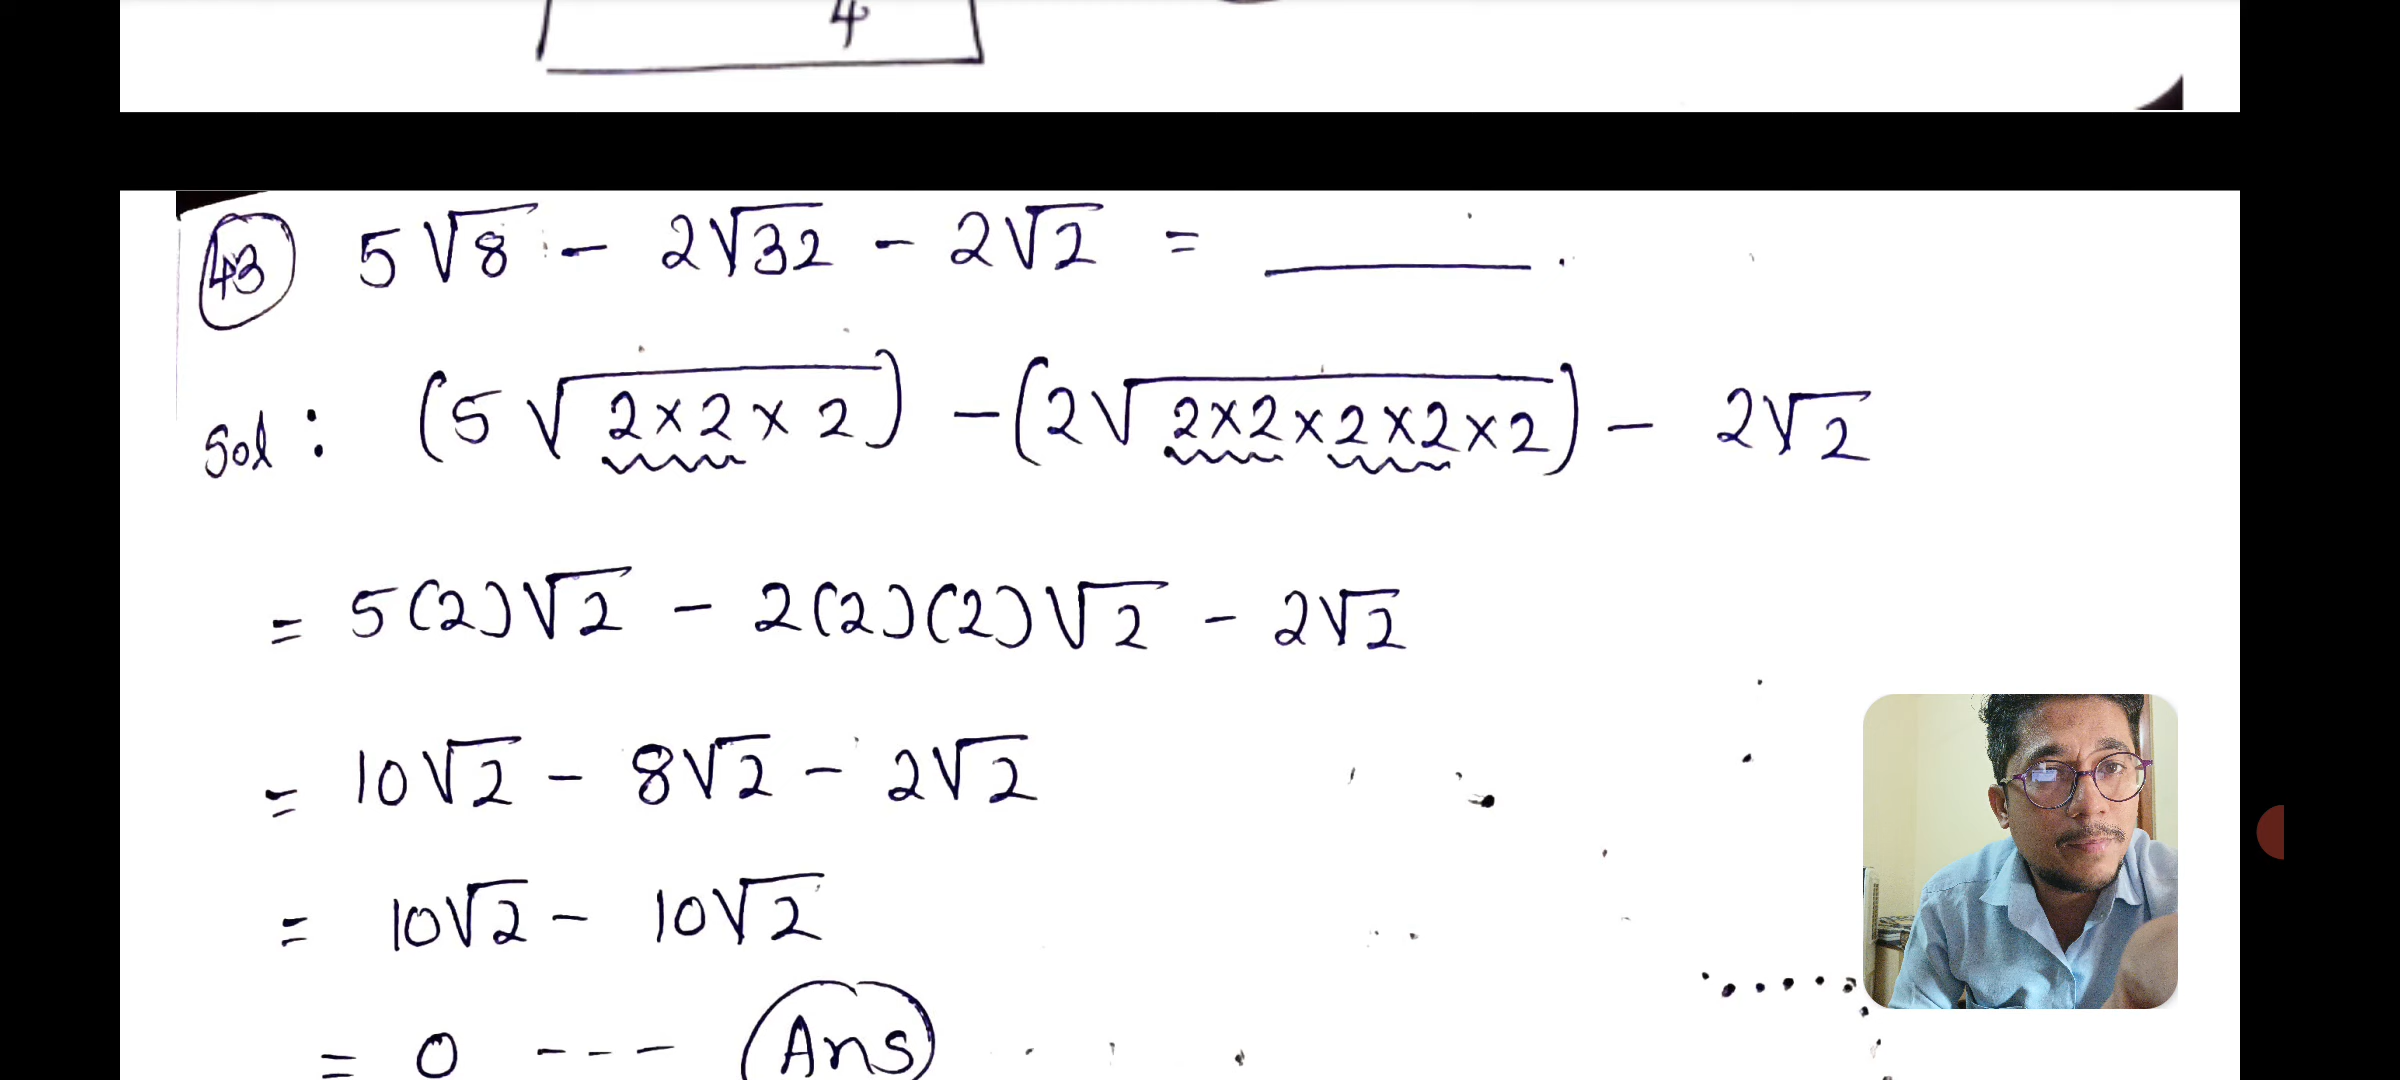 4
43 5√8 - 2√32 - 2√2 = ______.
Sol : (5√2×2×2) - (2√2×2×2×2×2) - 2√2
= 5(2)√2 - 2(2)(2)√2 - 2√2
= 10√2 - 8√2 - 2√2
= 10√2 - 10√2
= 0 --- Ans